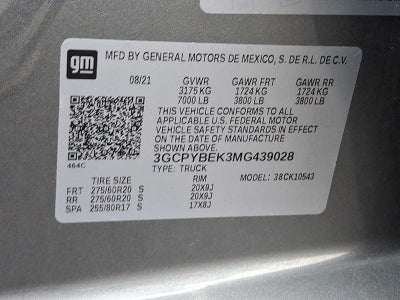 gm
MFD BY GENERAL MOTORS DE MEXICO, S. DE R.L. DE C.V.
08/21 GVWR GAWR FRT GAWR RR
3175 KG 1724 KG 1724 KG
7000 LB 3800 LB 3800 LB
THIS VEHICLE CONFORMS TO ALL
APPLICABLE U.S. FEDERAL MOTOR
VEHICLE SAFETY STANDARDS IN EFFECT
ON THE DATE OF MANUFACTURE
SHOWN ABOVE.
464C 3GCPYBEK3MG439028
TYPE: TRUCK MODEL: 38CK10543
TIRE SIZE RIM
FRT 275/60R20 S 20X9J
RR 275/60R20 S 20X9J
SPA 255/80R17 S 17X8J